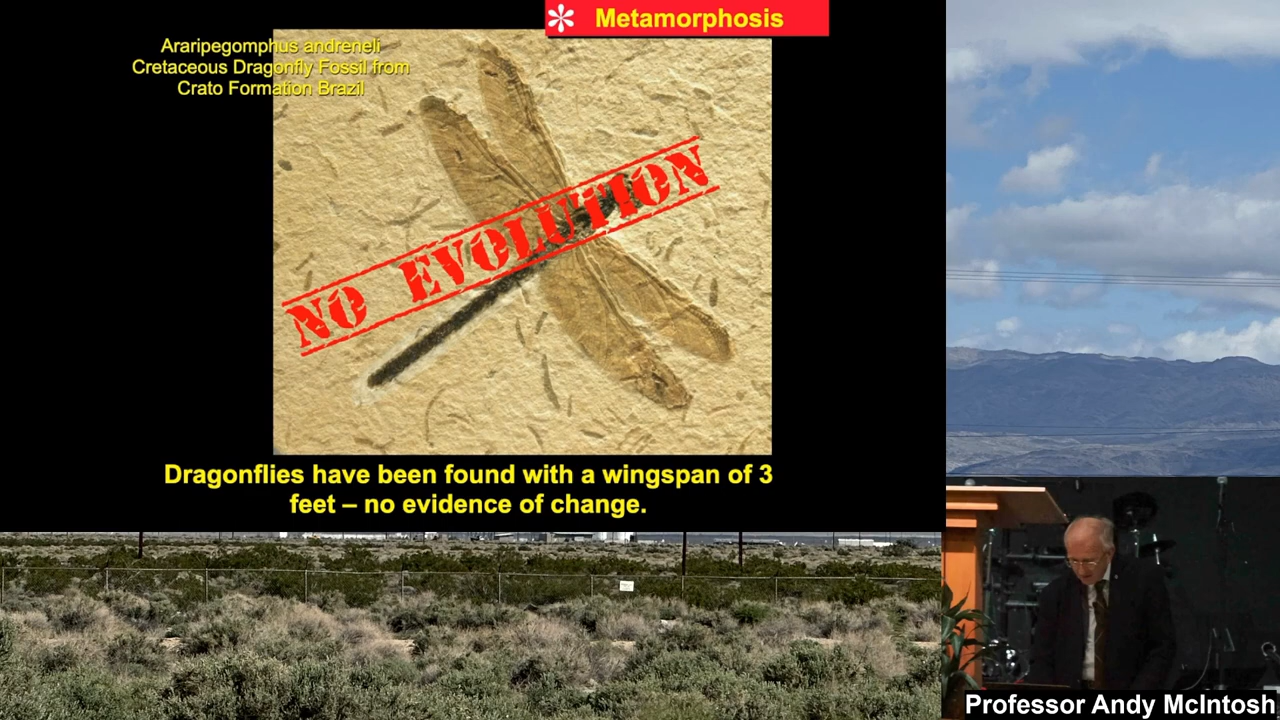 Metamorphosis
Araripegomphus andreneli
Cretaceous Dragonfly Fossil from
Crato Formation Brazil
NO EVOLUTION
Dragonflies have been found with a wingspan of 3
feet – no evidence of change.
Professor Andy McIntosh